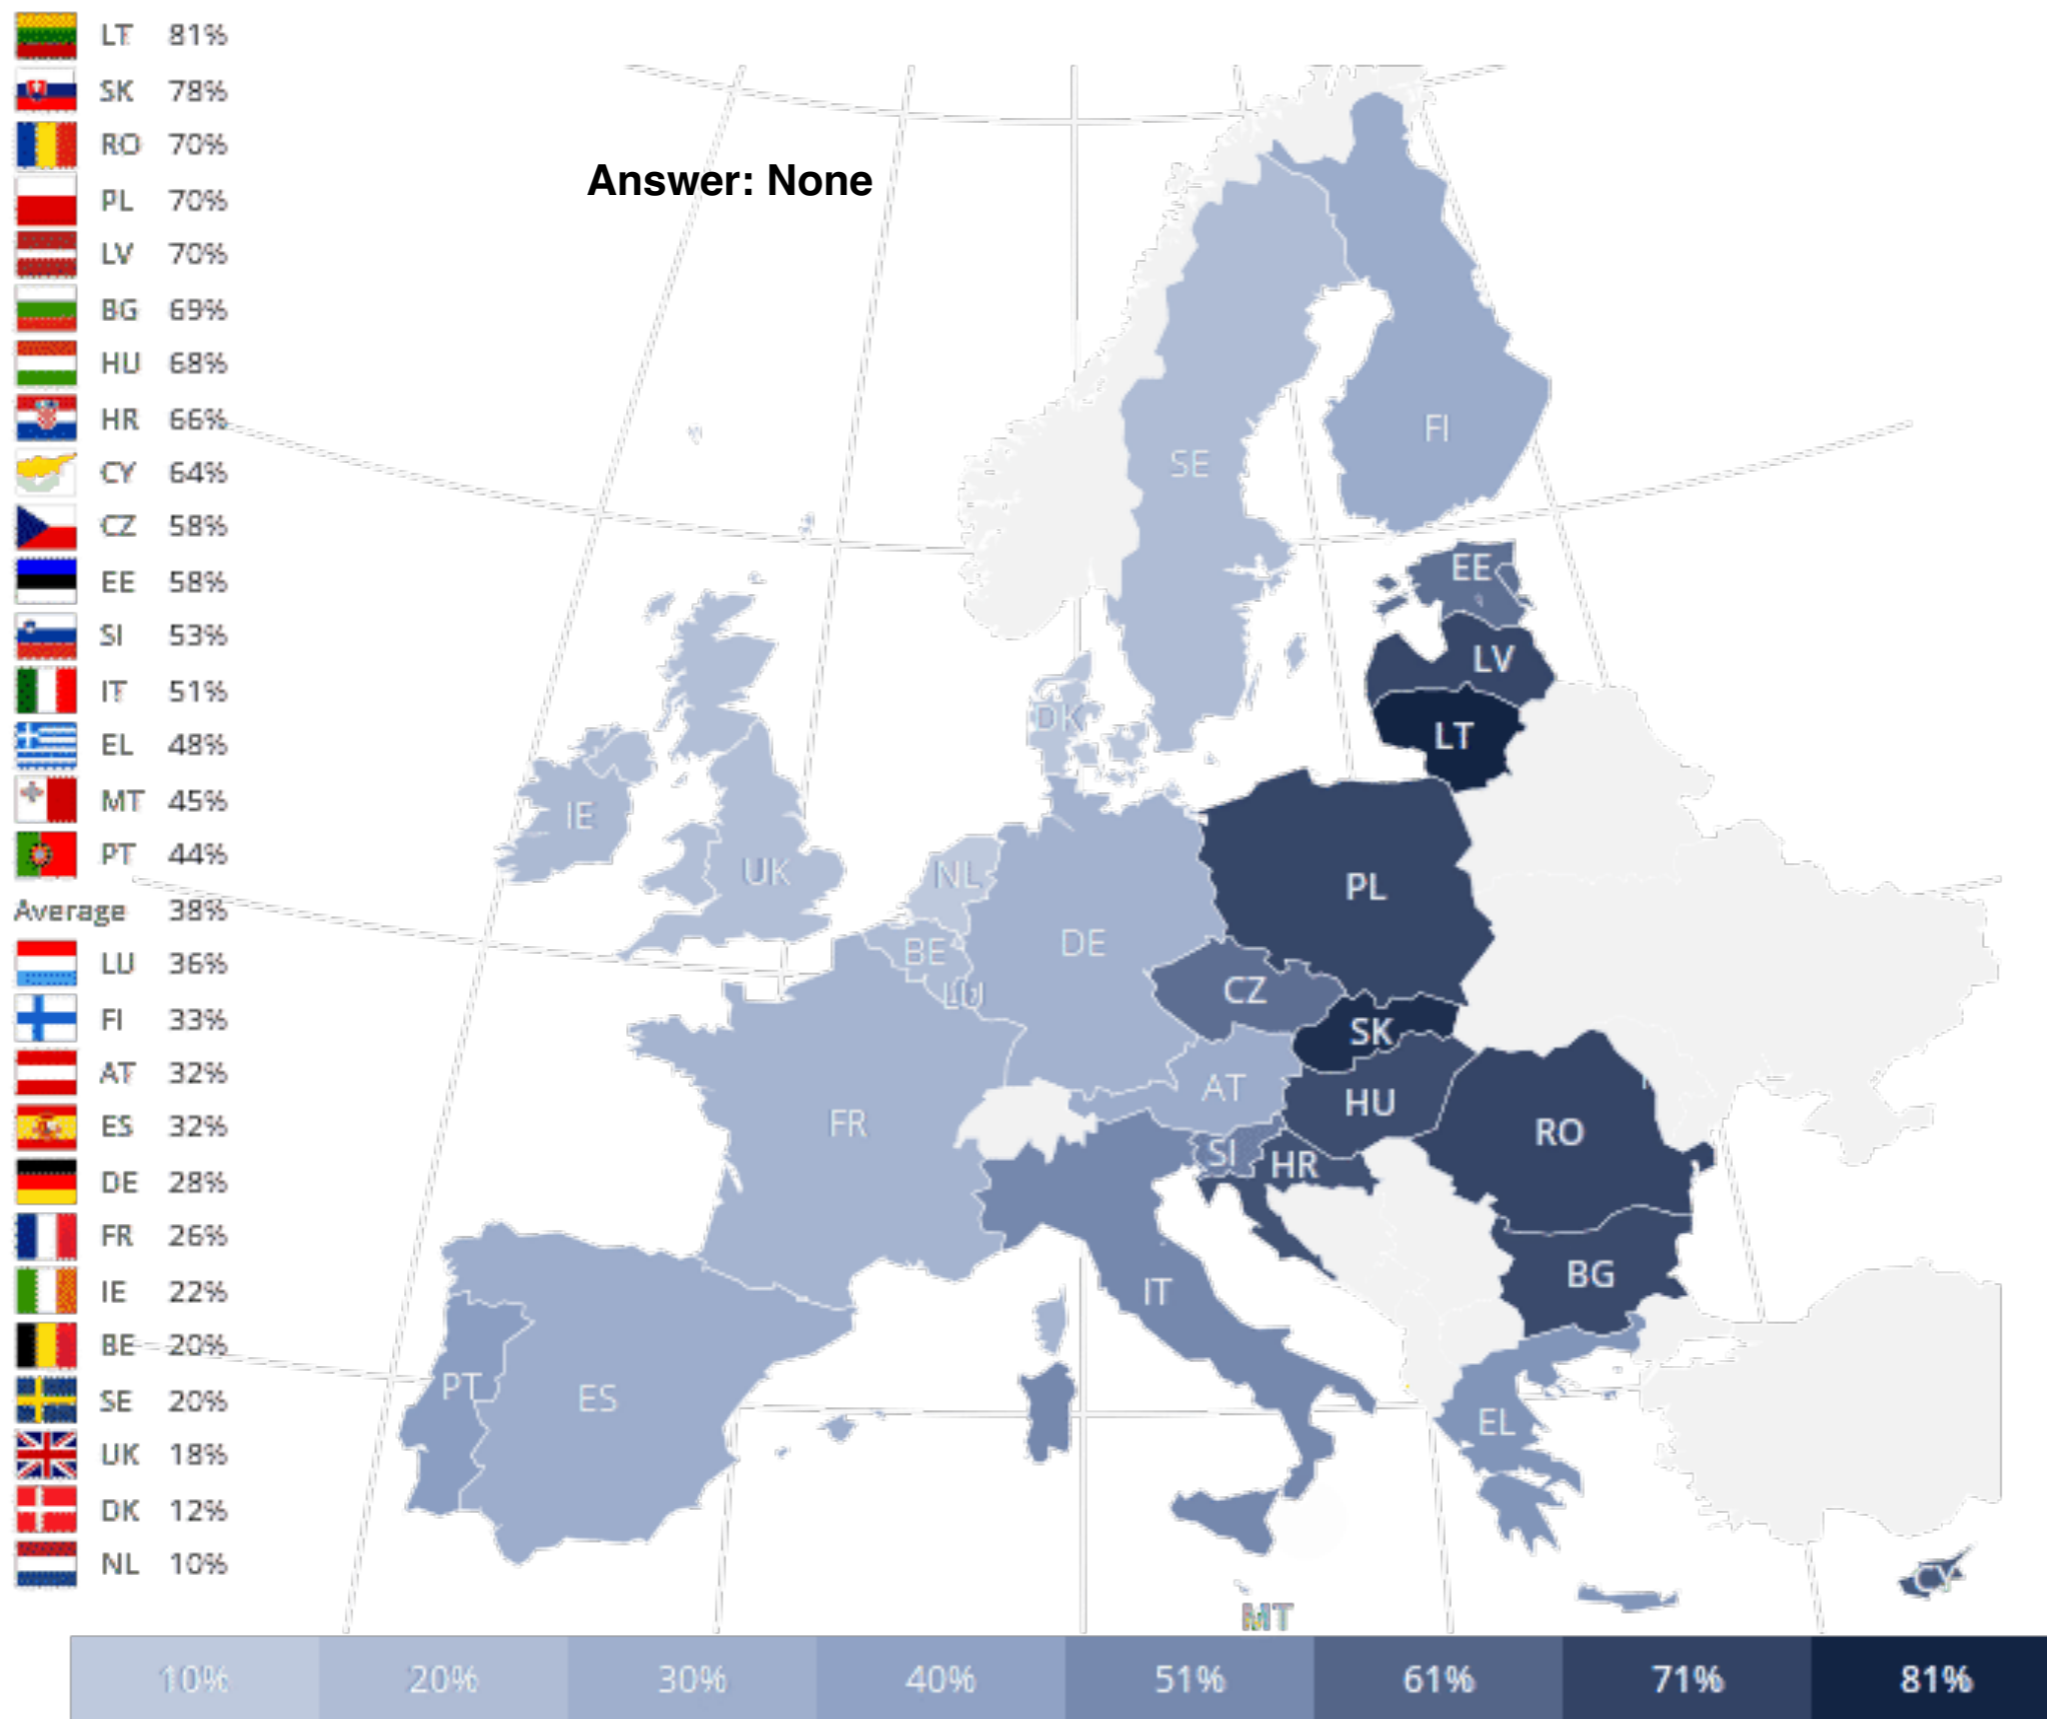 LT 81%
SK 78%
RO 70%
PL 70%
LV 70%
BG 69%
HU 68%
HR 66%
CY 64%
CZ 58%
EE 58%
SI 53%
IT 51%
EL 48%
MT 45%
PT 44%
Average 38%
LU 36%
FI 33%
AT 32%
ES 32%
DE 28%
FR 26%
IE 22%
BE 20%
SE 20%
UK 18%
DK 12%
NL 10%
Answer: None
FI
SE
EE
LV
DK
LT
IE
UK
NL
PL
BE
DE
LU
CZ
SK
AT
HU
FR
SI
HR
RO
IT
BG
PT
ES
EL
CY
MT
10% 20% 30% 40% 51% 61% 71% 81%